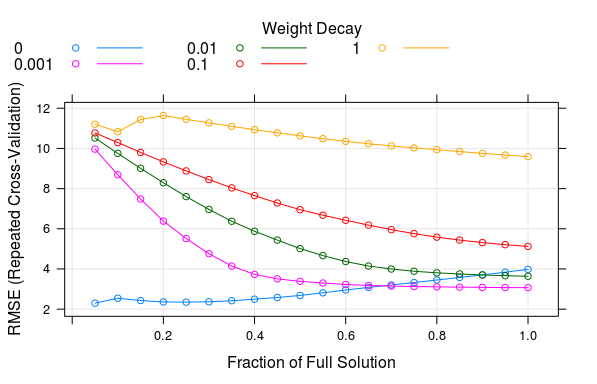 Weight Decay
0 0.01 1
0.001 0.1
RMSE (Repeated Cross-Validation)
12
10
8
6
4
2
0.2 0.4 0.6 0.8 1.0
Fraction of Full Solution